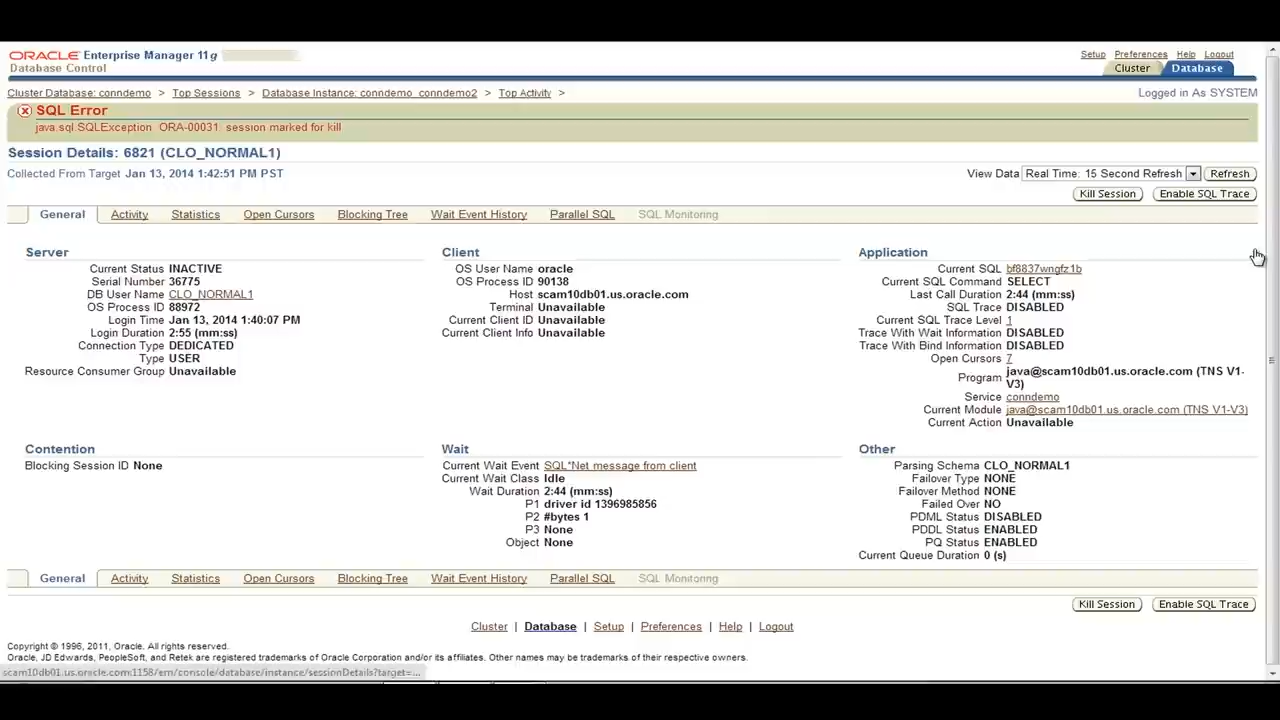 ORACLE Enterprise Manager 11g
Database Control
Setup Preferences Help Logout
Cluster Database
Cluster Database: conndemo > Top Sessions > Database Instance: conndemo_conndemo2 > Top Activity >
Logged in As SYSTEM
SQL Error
java.sql.SQLException: ORA-00031: session marked for kill
Session Details: 6821 (CLO_NORMAL1)
Collected From Target Jan 13, 2014 1:42:51 PM PST
View Data Real Time: 15 Second Refresh Refresh
Kill Session Enable SQL Trace
General Activity Statistics Open Cursors Blocking Tree Wait Event History Parallel SQL SQL Monitoring
Server
Current Status INACTIVE
Serial Number 36775
DB User Name CLO_NORMAL1
OS Process ID 88972
Login Time Jan 13, 2014 1:40:07 PM
Login Duration 2:55 (mm:ss)
Connection Type DEDICATED
Type USER
Resource Consumer Group Unavailable
Client
OS User Name oracle
OS Process ID 90138
Host scam10db01.us.oracle.com
Terminal Unavailable
Current Client ID Unavailable
Current Client Info Unavailable
Application
Current SQL bf8837wngfz1b
Current SQL Command SELECT
Last Call Duration 2:44 (mm:ss)
SQL Trace DISABLED
Current SQL Trace Level 1
Trace With Wait Information DISABLED
Trace With Bind Information DISABLED
Open Cursors 7
Program java@scam10db01.us.oracle.com (TNS V1-
V3)
Service conndemo
Current Module java@scam10db01.us.oracle.com (TNS V1-V3)
Current Action Unavailable
Contention
Blocking Session ID None
Wait
Current Wait Event SQL*Net message from client
Current Wait Class Idle
Wait Duration 2:44 (mm:ss)
P1 driver id 1396985856
P2 #bytes 1
P3 None
Object None
Other
Parsing Schema CLO_NORMAL1
Failover Type NONE
Failover Method NONE
Failed Over NO
PDML Status DISABLED
PDDL Status ENABLED
PQ Status ENABLED
Current Queue Duration 0 (s)
General Activity Statistics Open Cursors Blocking Tree Wait Event History Parallel SQL SQL Monitoring
Kill Session Enable SQL Trace
Cluster | Database | Setup | Preferences | Help | Logout
Copyright © 1996, 2011, Oracle. All rights reserved.
Oracle, JD Edwards, PeopleSoft, and Retek are registered trademarks of Oracle Corporation and/or its affiliates. Other names may be trademarks of their respective owners.
scam10db01.us.oracle.com:1158/em/console/database/instance/sessionDetails?target=...